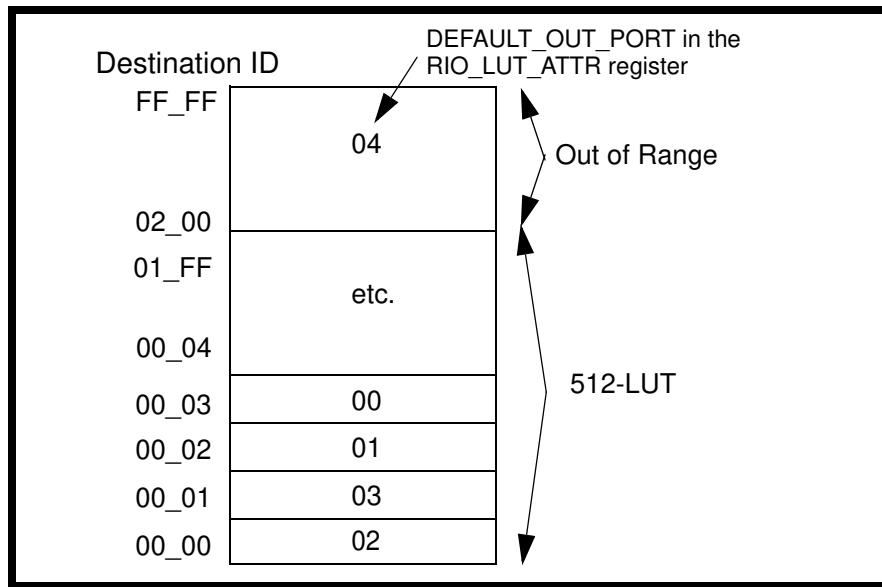 DEFAULT_OUT_PORT in the
RIO_LUT_ATTR register
Destination ID
FF_FF
04
Out of Range
02_00
01_FF
etc.
00_04
512-LUT
00_03
00
00_02
01
00_01
03
00_00
02